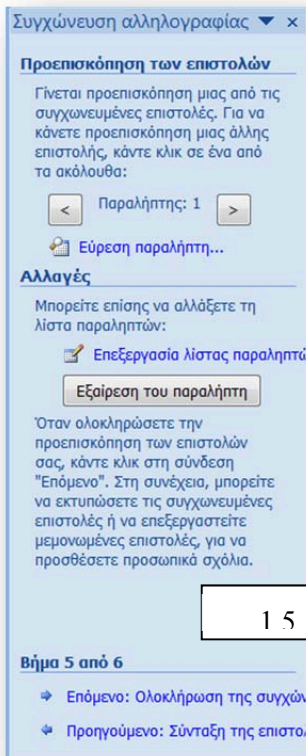 Συγχώνευση αλληλογραφίας
Προεπισκόπηση των επιστολών
Γίνεται προεπισκόπηση μιας από τις
συγχωνευμένες επιστολές. Για να
κάνετε προεπισκόπηση μιας άλλης
επιστολής, κάντε κλικ σε ένα από
τα ακόλουθα:
< Παραλήπτης: 1 >
Εύρεση παραλήπτη...
Αλλαγές
Μπορείτε επίσης να αλλάξετε τη
λίστα παραληπτών:
Επεξεργασία λίστας παραληπτώ
Εξαίρεση του παραλήπτη
Όταν ολοκληρώσετε την
προεπισκόπηση των επιστολών
σας, κάντε κλικ στη σύνδεση
"Επόμενο". Στη συνέχεια, μπορείτε
να εκτυπώσετε τις συγχωνευμένες
επιστολές ή να επεξεργαστείτε
μεμονωμένες επιστολές, για να
προσθέσετε προσωπικά σχόλια.
15
Βήμα 5 από 6
Επόμενο: Ολοκλήρωση της συγχών
Προηγούμενο: Σύνταξη της επιστο